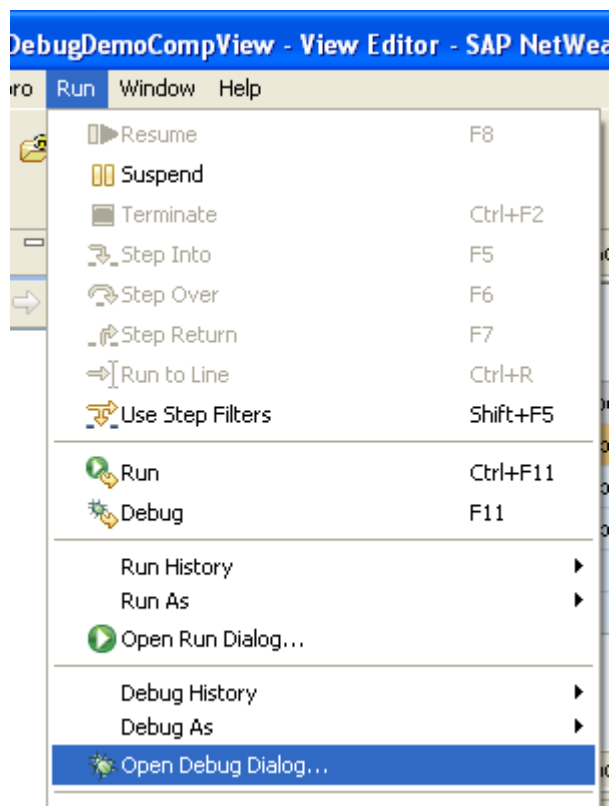 DebugDemoCompView - View Editor - SAP NetWea
ro Run Window Help
Resume F8
Suspend
Terminate Ctrl+F2
Step Into F5
Step Over F6
Step Return F7
Run to Line Ctrl+R
Use Step Filters Shift+F5
Run Ctrl+F11
Debug F11
Run History
Run As
Open Run Dialog...
Debug History
Debug As
Open Debug Dialog...